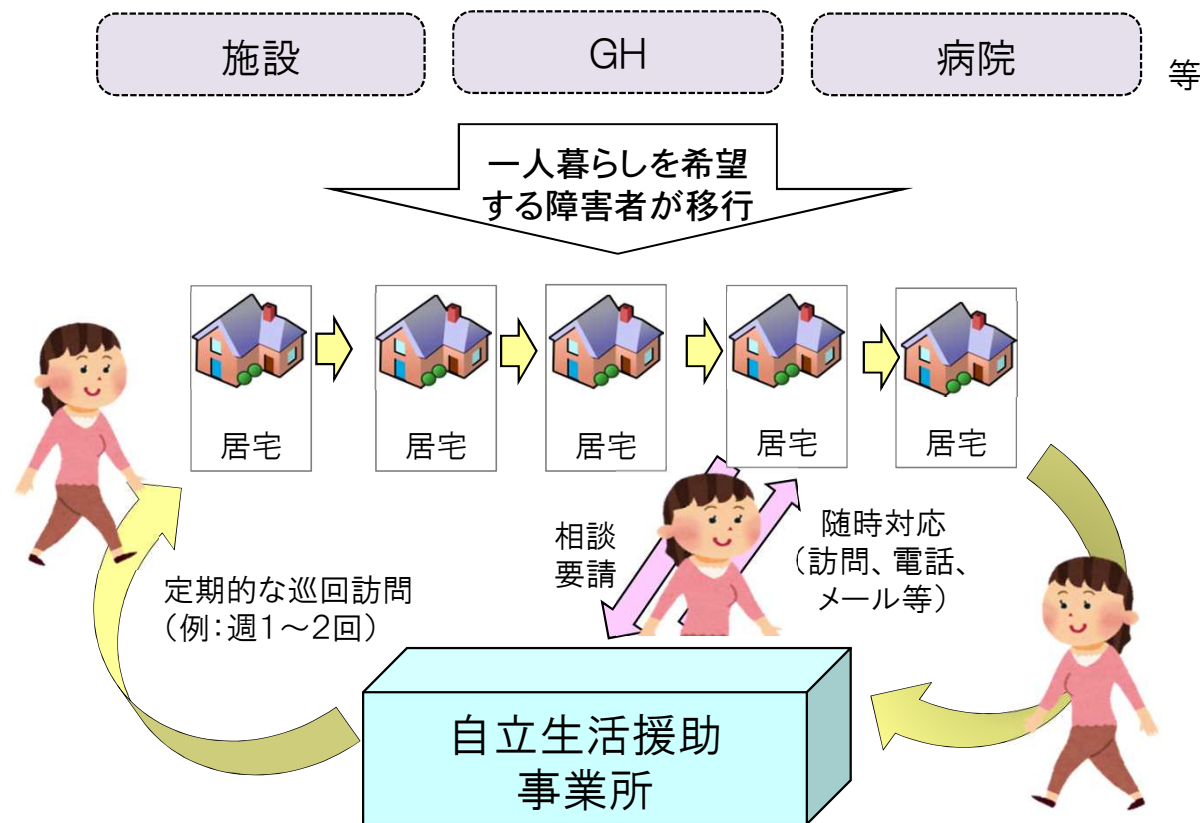 施設
GH
病院
等
一人暮らしを希望
する障害者が移行
居宅
居宅
居宅
居宅
居宅
相談
要請
随時対応
（訪問、電話、
メール等）
定期的な巡回訪問
（例：週1～2回）
自立生活援助
事業所